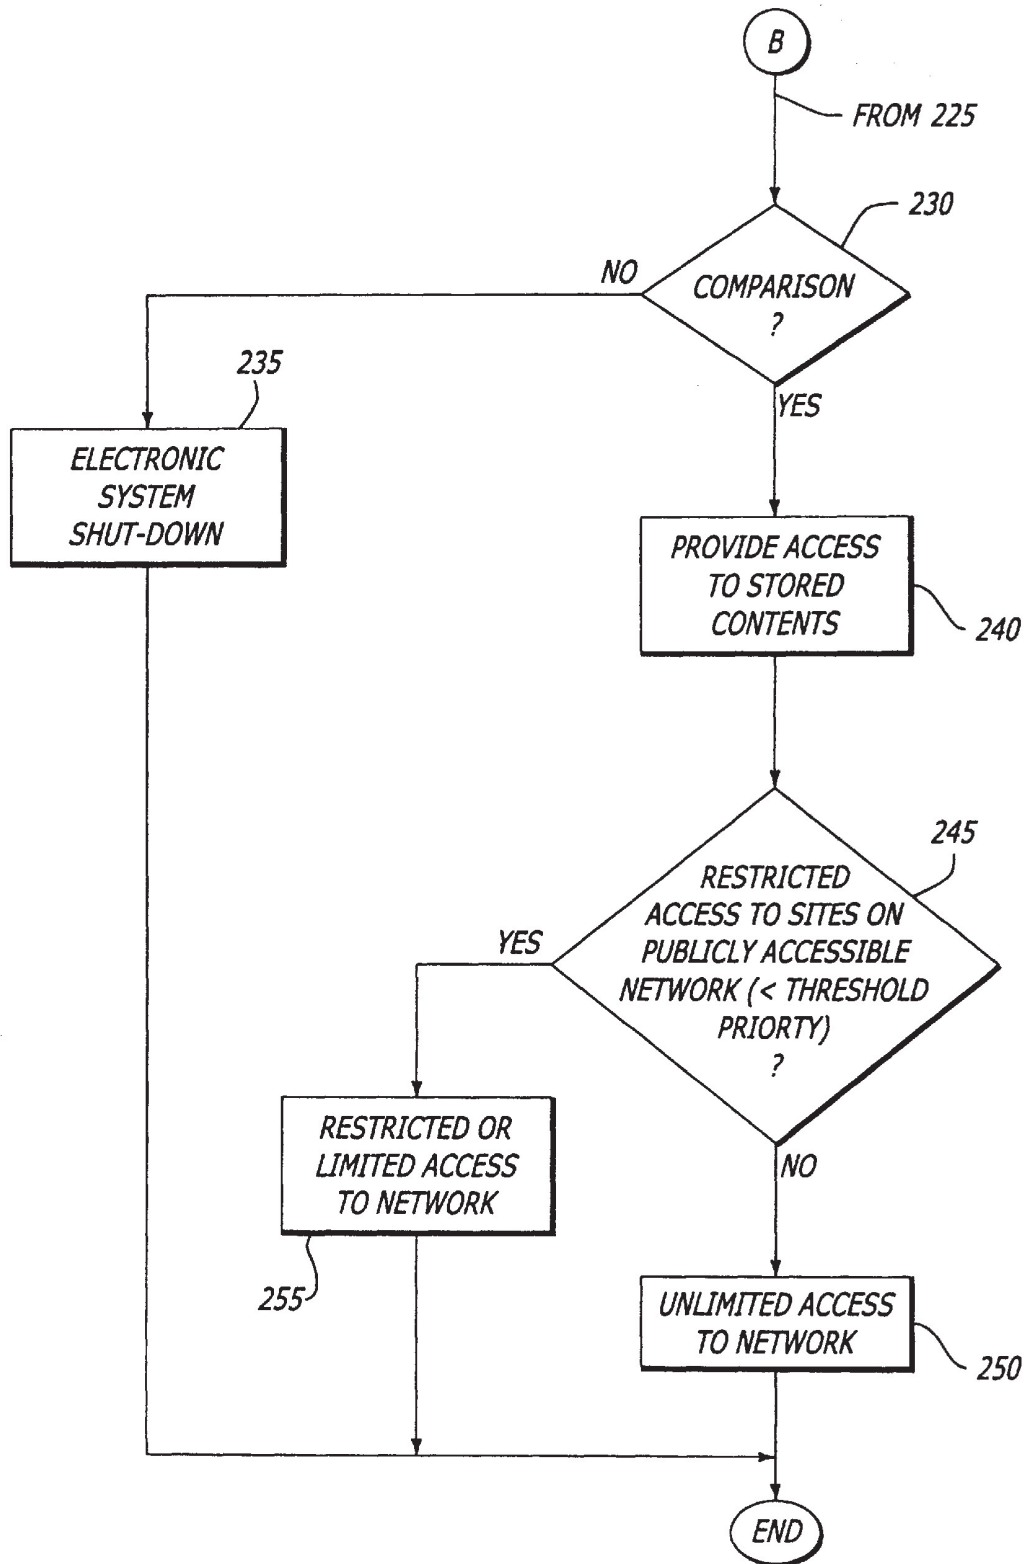 B
FROM 225
230
NO
COMPARISON
?
YES
235
ELECTRONIC
SYSTEM
SHUT-DOWN
PROVIDE ACCESS
TO STORED
CONTENTS
240
245
RESTRICTED
ACCESS TO SITES ON
PUBLICLY ACCESSIBLE
NETWORK (< THRESHOLD
PRIORTY)
?
YES
RESTRICTED OR
LIMITED ACCESS
TO NETWORK
255
NO
UNLIMITED ACCESS
TO NETWORK
250
END